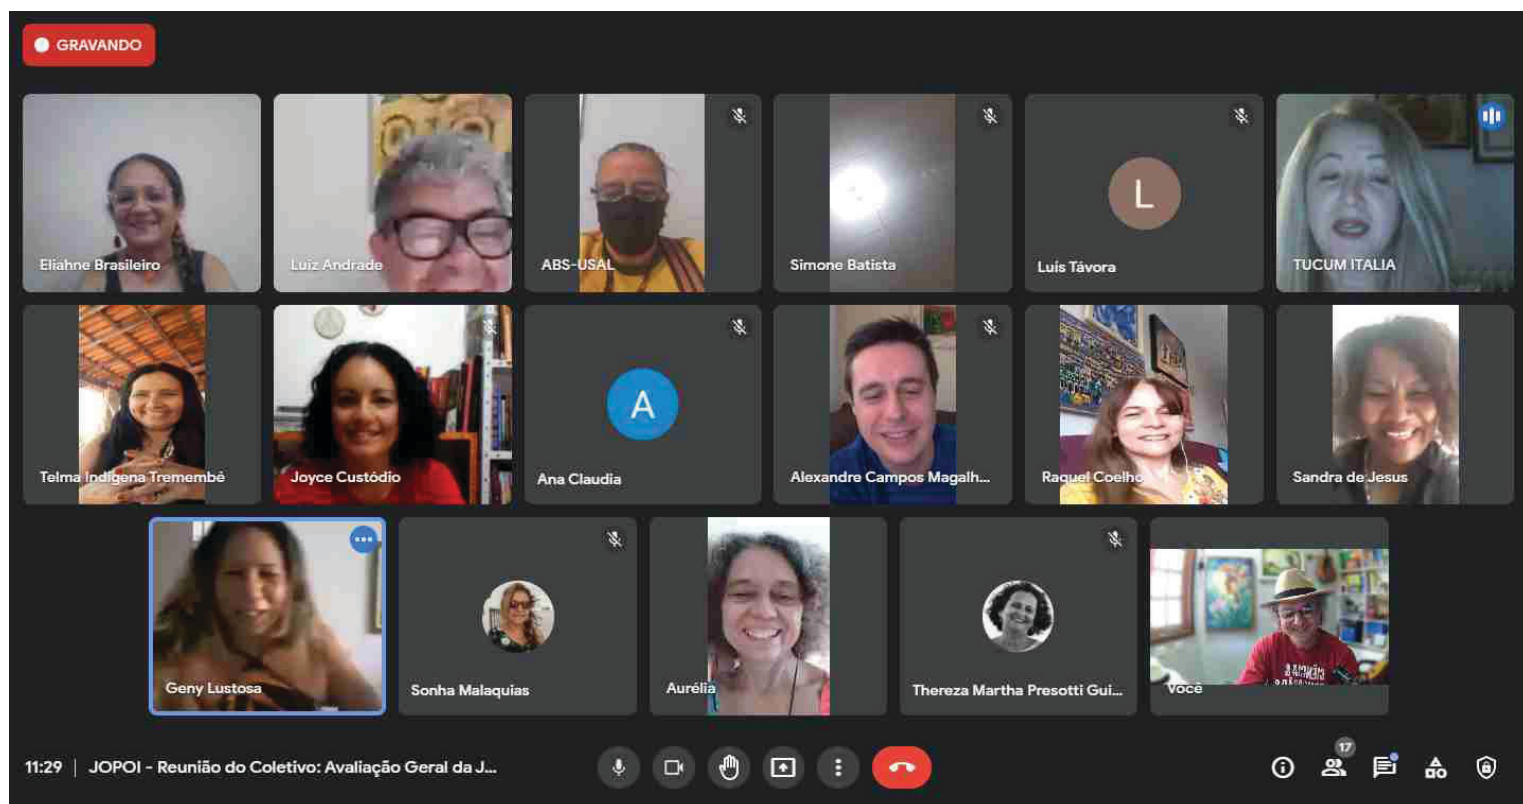 GRAVANDO
Eliahne Brasileiro
Luiz Andrade
ABS-USAL
Simone Batista
L
Luís Távora
TUCUM ITALIA
Telma Indígena Tremembé
Joyce Custódio
A
Ana Claudia
Alexandre Campos Magalh...
Raquel Coelho
Sandra de Jesus
Geny Lustosa
Sonha Malaquias
Aurélia
Thereza Martha Presotti Gui...
Você
11:29 | JOPOI - Reunião do Coletivo: Avaliação Geral da J...
17